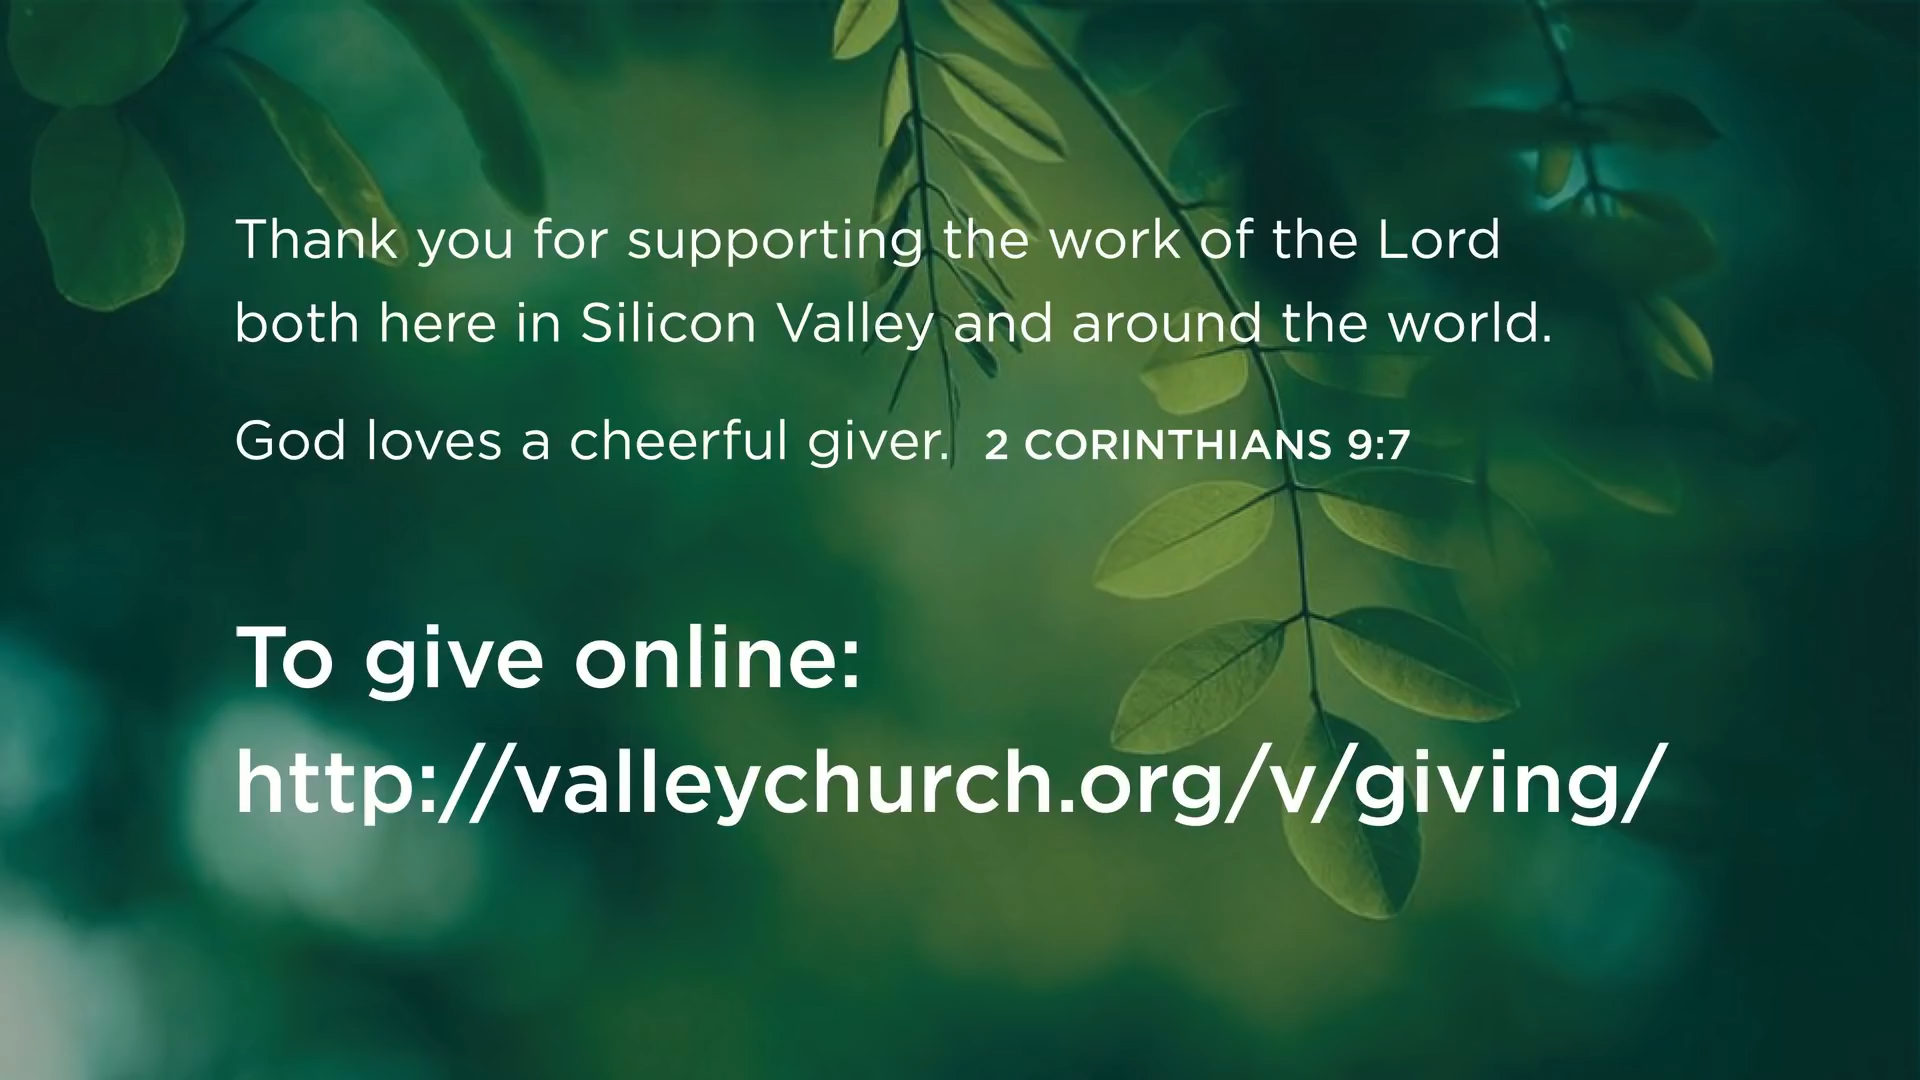 Thank you for supporting the work of the Lord
both here in Silicon Valley and around the world.
God loves a cheerful giver. 2 CORINTHIANS 9:7
To give online:
http://valleychurch.org/v/giving/